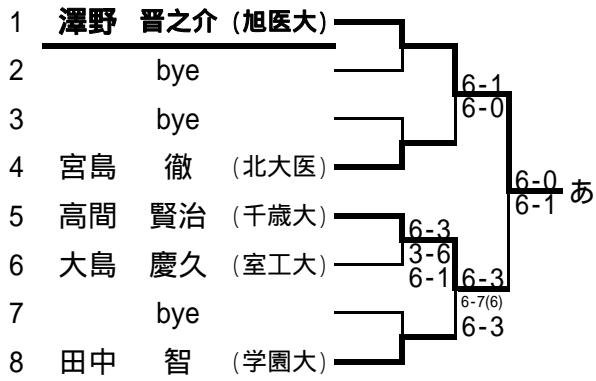 1 澤野 晋之介 (旭医大)
2 bye
3 bye
4 宮島 徹 (北大医)
5 高間 賢治 (千歳大)
6 大島 慶久 (室工大)
7 bye
8 田中 智 (学園大)
6-3
3-6
6-1
6-1
6-0
6-3
6-7(6)
6-3
6-0
6-1
あ